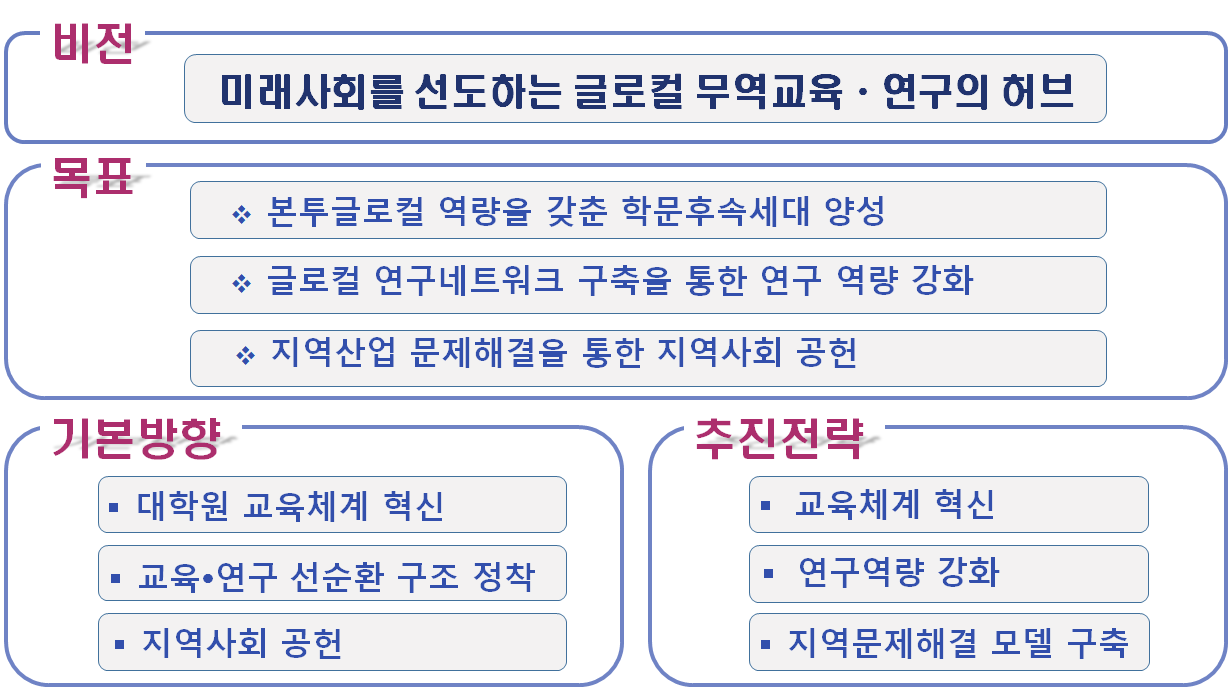 비전
미래사회를 선도하는 글로컬 무역교육 · 연구의 허브
목표
❖ 본투글로컬 역량을 갖춘 학문후속세대 양성
❖ 글로컬 연구네트워크 구축을 통한 연구 역량 강화
❖ 지역산업 문제해결을 통한 지역사회 공헌
기본방향
▪ 대학원 교육체계 혁신
▪ 교육•연구 선순환 구조 정착
▪ 지역사회 공헌
추진전략
▪ 교육체계 혁신
▪ 연구역량 강화
▪ 지역문제해결 모델 구축